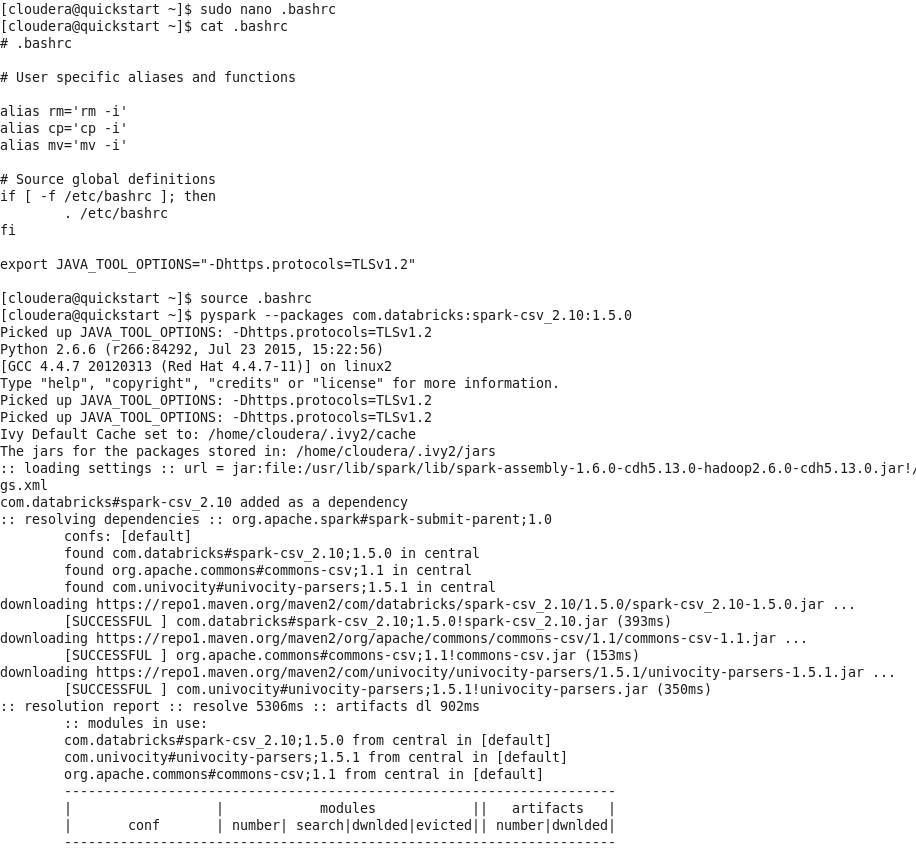 [cloudera@quickstart ~]$ sudo nano .bashrc
[cloudera@quickstart ~]$ cat .bashrc
# .bashrc

# User specific aliases and functions

alias rm='rm -i'
alias cp='cp -i'
alias mv='mv -i'

# Source global definitions
if [ -f /etc/bashrc ]; then
        . /etc/bashrc
fi

export JAVA_TOOL_OPTIONS="-Dhttps.protocols=TLSv1.2"

[cloudera@quickstart ~]$ source .bashrc
[cloudera@quickstart ~]$ pyspark --packages com.databricks:spark-csv_2.10:1.5.0
Picked up JAVA_TOOL_OPTIONS: -Dhttps.protocols=TLSv1.2
Python 2.6.6 (r266:84292, Jul 23 2015, 15:22:56)
[GCC 4.4.7 20120313 (Red Hat 4.4.7-11)] on linux2
Type "help", "copyright", "credits" or "license" for more information.
Picked up JAVA_TOOL_OPTIONS: -Dhttps.protocols=TLSv1.2
Picked up JAVA_TOOL_OPTIONS: -Dhttps.protocols=TLSv1.2
Ivy Default Cache set to: /home/cloudera/.ivy2/cache
The jars for the packages stored in: /home/cloudera/.ivy2/jars
:: loading settings :: url = jar:file:/usr/lib/spark/lib/spark-assembly-1.6.0-cdh5.13.0-hadoop2.6.0-cdh5.13.0.jar!/
gs.xml
com.databricks#spark-csv_2.10 added as a dependency
:: resolving dependencies :: org.apache.spark#spark-submit-parent;1.0
        confs: [default]
        found com.databricks#spark-csv_2.10;1.5.0 in central
        found org.apache.commons#commons-csv;1.1 in central
        found com.univocity#univocity-parsers;1.5.1 in central
downloading https://repo1.maven.org/maven2/com/databricks/spark-csv_2.10/1.5.0/spark-csv_2.10-1.5.0.jar ...
        [SUCCESSFUL ] com.databricks#spark-csv_2.10;1.5.0!spark-csv_2.10.jar (393ms)
downloading https://repo1.maven.org/maven2/org/apache/commons/commons-csv/1.1/commons-csv-1.1.jar ...
        [SUCCESSFUL ] org.apache.commons#commons-csv;1.1!commons-csv.jar (153ms)
downloading https://repo1.maven.org/maven2/com/univocity/univocity-parsers/1.5.1/univocity-parsers-1.5.1.jar ...
        [SUCCESSFUL ] com.univocity#univocity-parsers;1.5.1!univocity-parsers.jar (350ms)
:: resolution report :: resolve 5306ms :: artifacts dl 902ms
        :: modules in use:
        com.databricks#spark-csv_2.10;1.5.0 from central in [default]
        com.univocity#univocity-parsers;1.5.1 from central in [default]
        org.apache.commons#commons-csv;1.1 from central in [default]
        ---------------------------------------------------------------------
        |                  |            modules            ||   artifacts   |
        |       conf       | number| search|dwnlded|evicted|| number|dwnlded|
        ---------------------------------------------------------------------